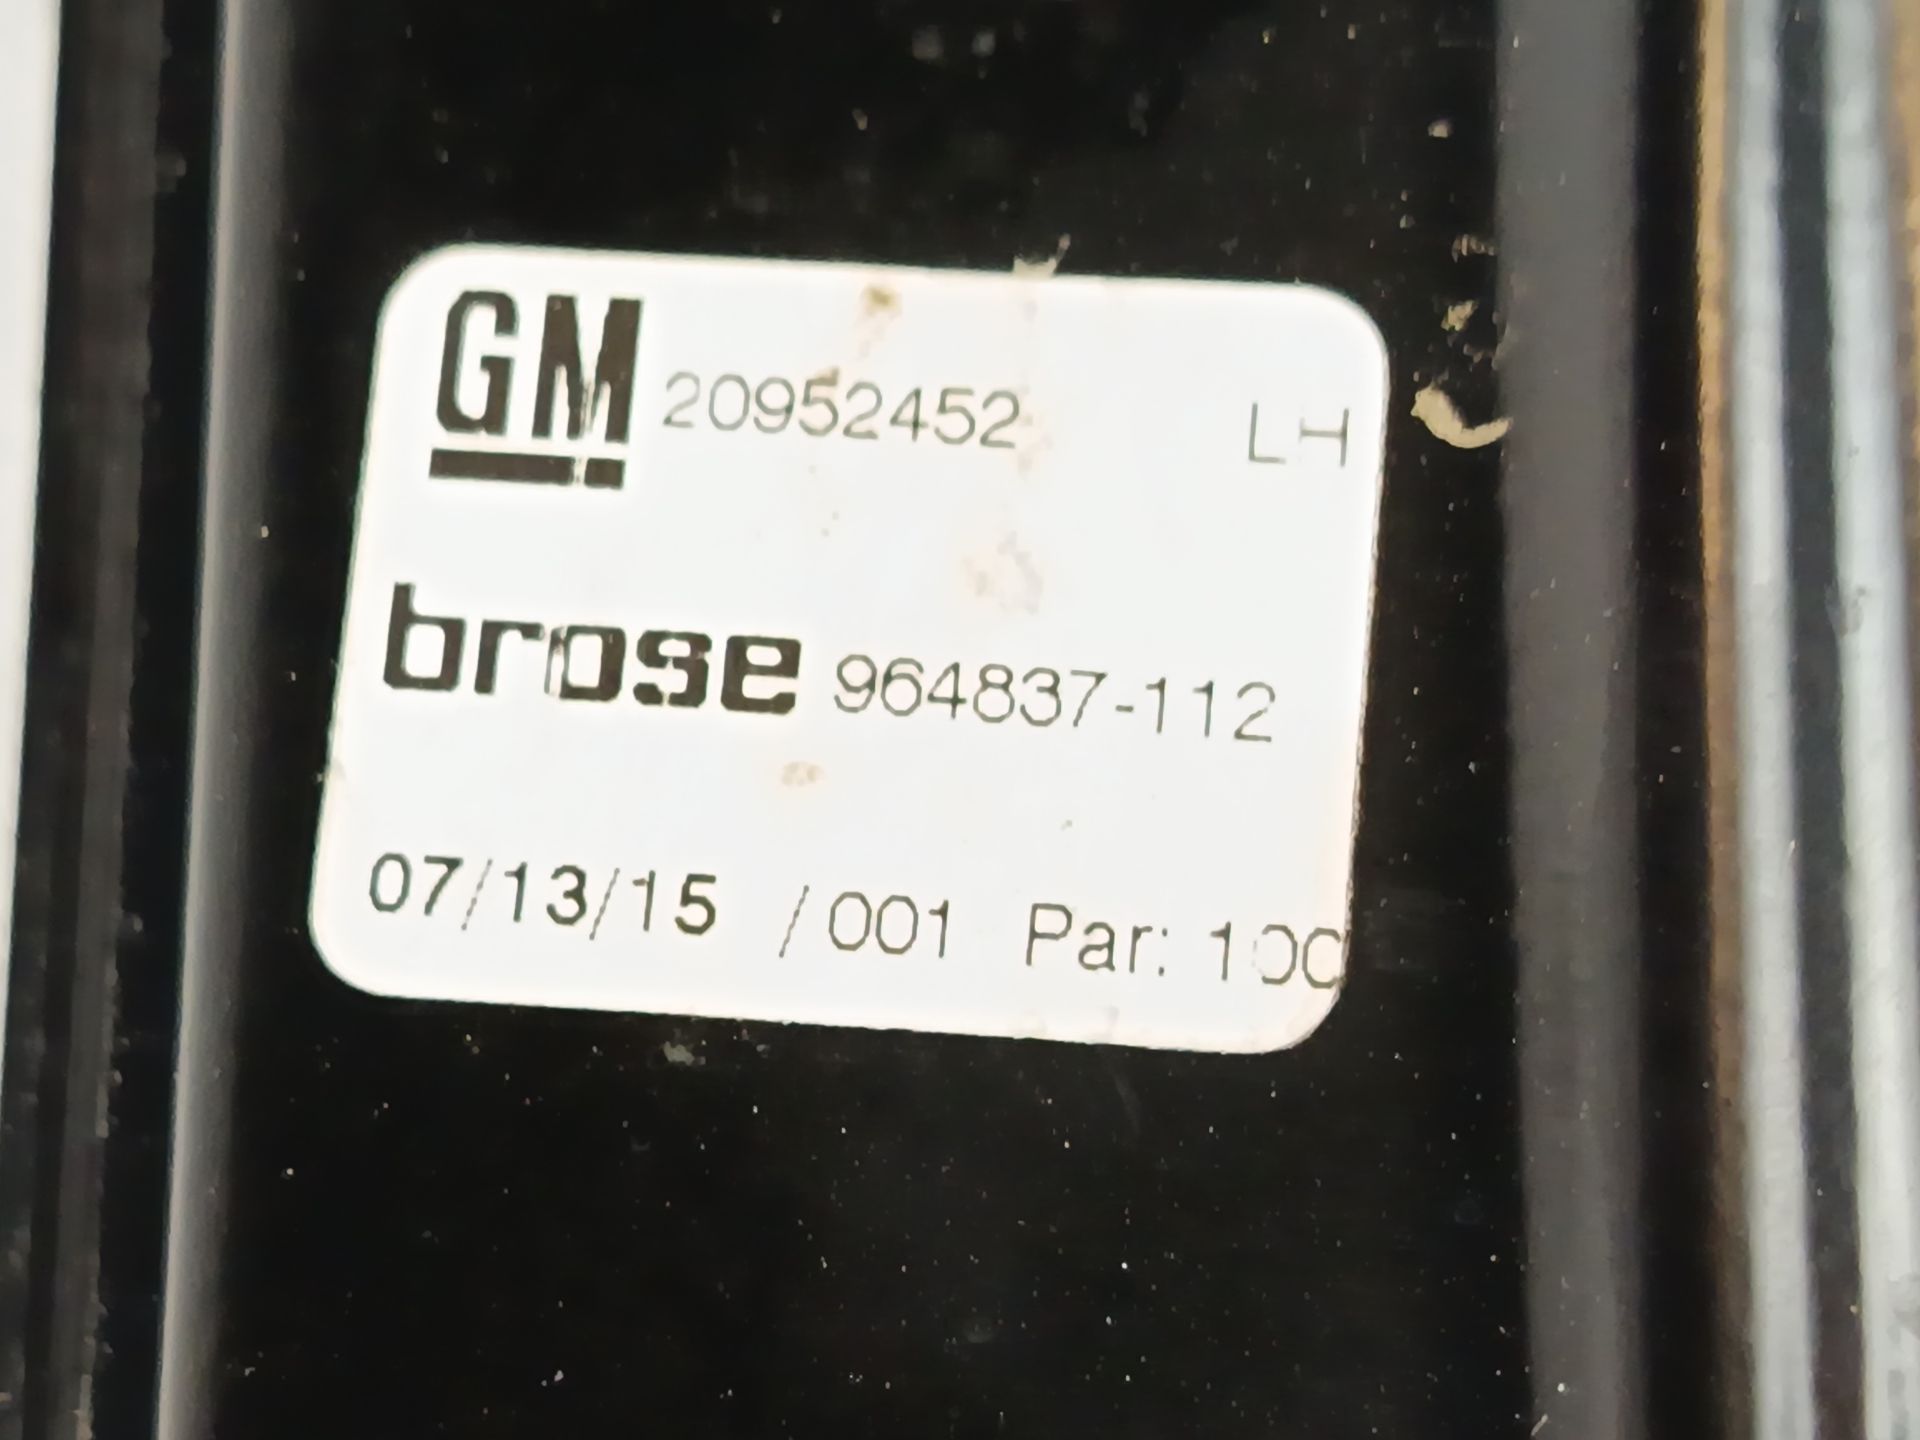 GM 20952452 LH
brose 964837-112
07/13/15 /001 Par: 100